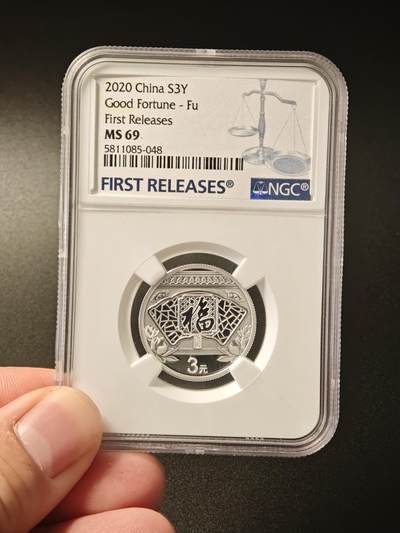 2020 China S3Y
Good Fortune - Fu
First Releases
MS 69
5811085-048
FIRST RELEASES®
NGC®
福
3元